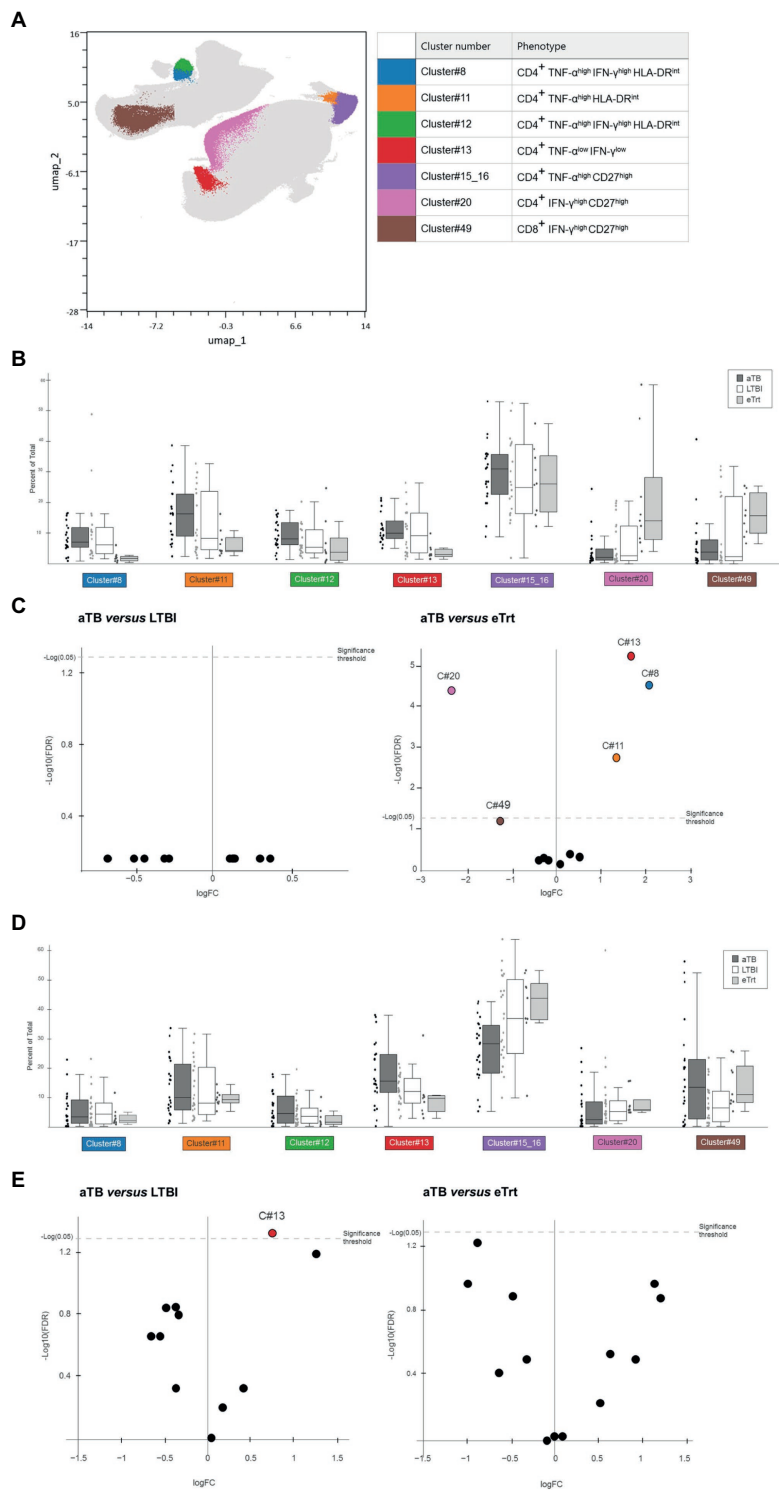 A
16
5.0
-6.1
-17
-28
umap_2
-14 -7.2 -0.3 6.6 14
umap_1
Cluster number Phenotype
Cluster#8 CD4+ TNF-αhigh IFN-γhigh HLA-DRint
Cluster#11 CD4+ TNF-αhigh HLA-DRint
Cluster#12 CD4+ TNF-αhigh IFN-γhigh HLA-DRint
Cluster#13 CD4+ TNF-αlow IFN-γlow
Cluster#15_16 CD4+ TNF-αhigh CD27high
Cluster#20 CD4+ IFN-γhigh CD27high
Cluster#49 CD8+ IFN-γhigh CD27high
B
aTB
LTBI
eTrt
Percent of Total
60
50
40
30
20
10
Cluster#8 Cluster#11 Cluster#12 Cluster#13 Cluster#15_16 Cluster#20 Cluster#49
C
aTB versus LTBI
-Log(0.05)
Significance
threshold
1.2
0.8
0.4
-Log10(FDR)
−0.5 0 0.5
logFC
aTB versus eTrt
C#13
C#20
C#8
C#11
C#49
5
4
3
2
-Log(0.05)
1
0
Significance
threshold
-Log10(FDR)
−3 −2 −1 0 1 2 3
logFC
D
aTB
LTBI
eTrt
Percent of Total
60
50
40
30
20
10
Cluster#8 Cluster#11 Cluster#12 Cluster#13 Cluster#15_16 Cluster#20 Cluster#49
E
aTB versus LTBI
C#13
-Log(0.05)
Significance
threshold
1.2
0.8
0.4
-Log10(FDR)
−1.5 −1 −0.5 0 0.5 1 1.5
logFC
aTB versus eTrt
-Log(0.05)
Significance
threshold
1.2
0.8
0.4
-Log10(FDR)
−1.5 −1 −0.5 0 0.5 1 1.5
logFC